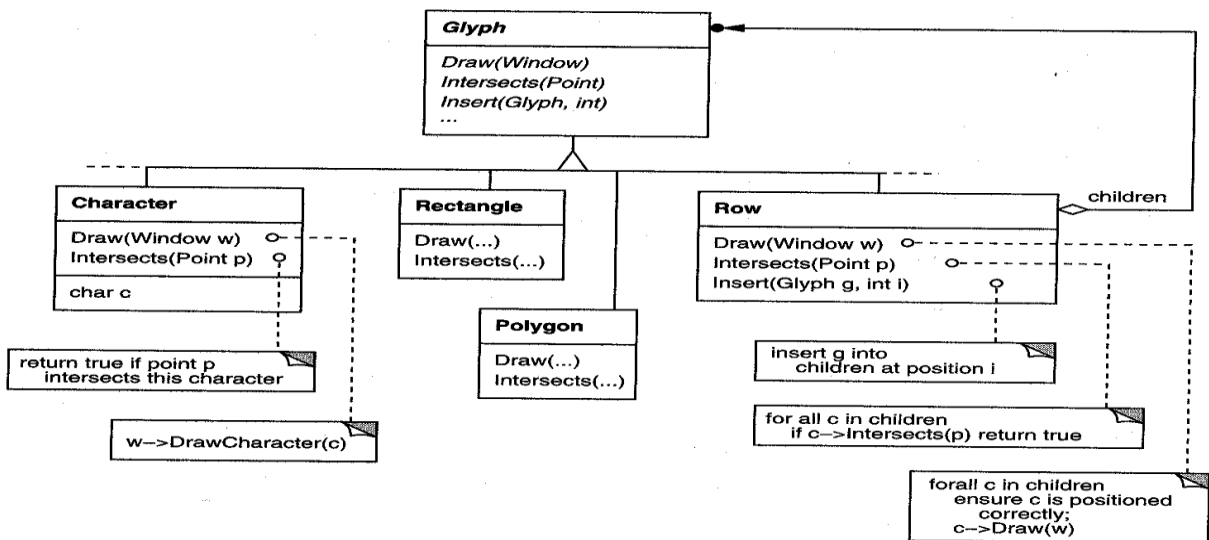 Glyph
Draw(Window)
Intersects(Point)
Insert(Glyph, int)
...
Character
Draw(Window w)
Intersects(Point p)
char c
Rectangle
Draw(...)
Intersects(...)
Polygon
Draw(...)
Intersects(...)
Row
Draw(Window w)
Intersects(Point p)
Insert(Glyph g, int i)
children
return true if point p
intersects this character
w->DrawCharacter(c)
insert g into
children at position i
for all c in children
if c->Intersects(p) return true
forall c in children
ensure c is positioned
correctly;
c->Draw(w)